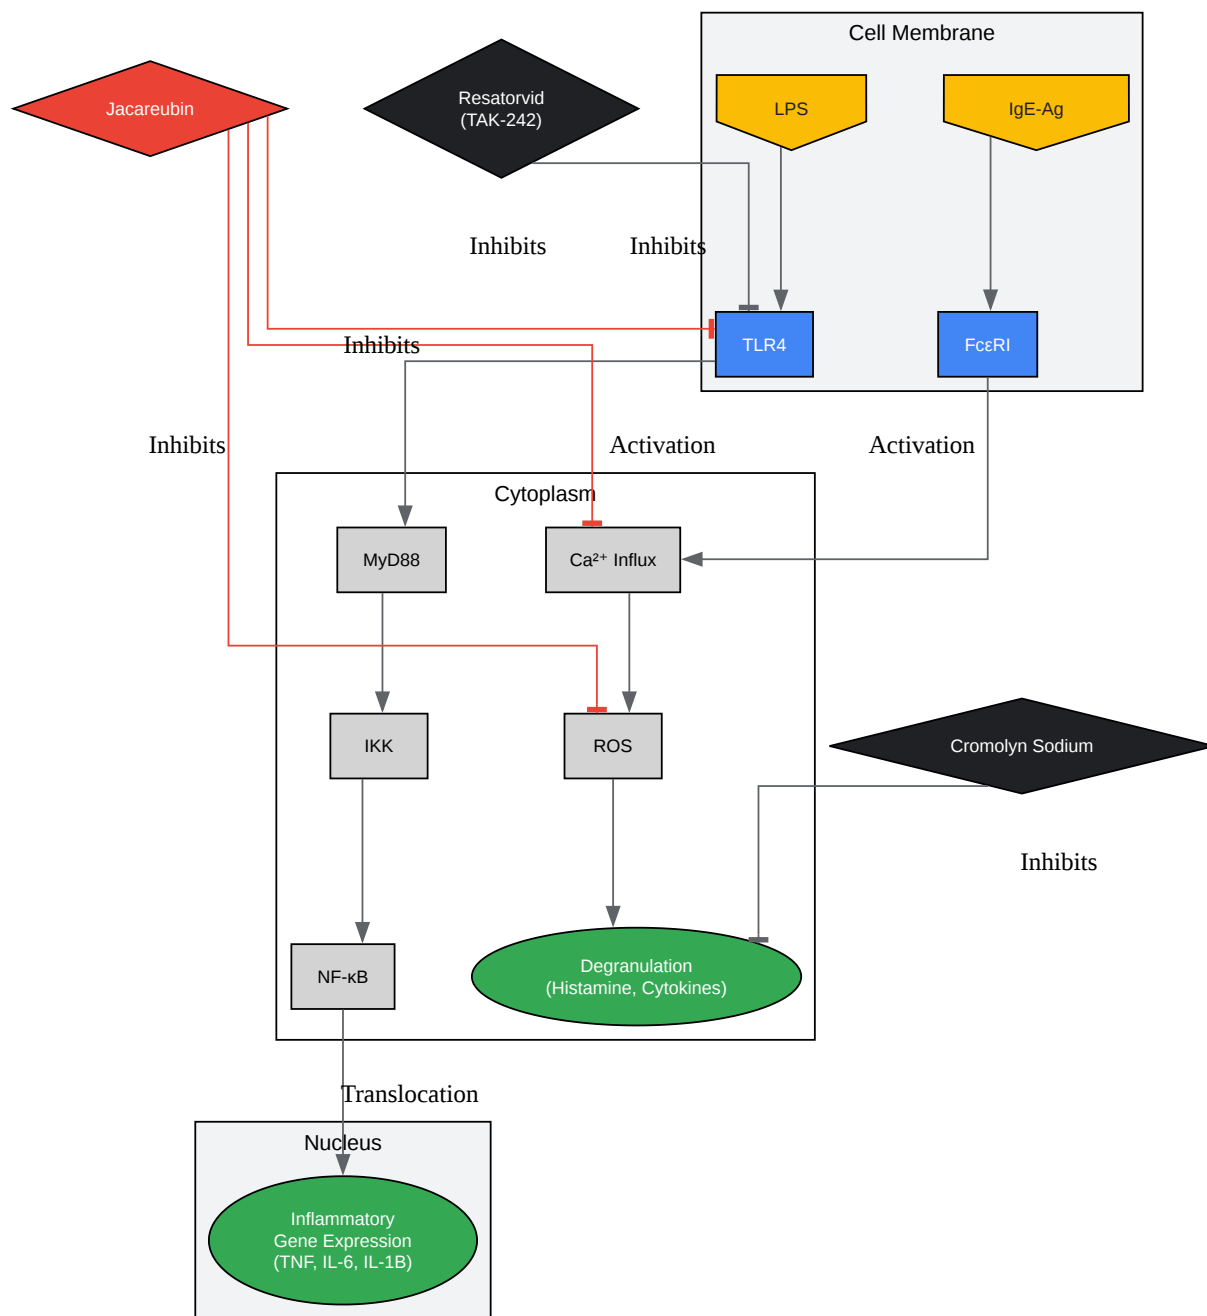 Cell Membrane
Jacareubin
Resatorvid
(TAK-242)
LPS
IgE-Ag
Inhibits
Inhibits
TLR4
FcεRI
Inhibits
Inhibits
Activation
Activation
Cytoplasm
MyD88
Ca²⁺ Influx
IKK
ROS
Cromolyn Sodium
Inhibits
NF-κB
Degranulation
(Histamine, Cytokines)
Translocation
Nucleus
Inflammatory
Gene Expression
(TNF, IL-6, IL-1B)